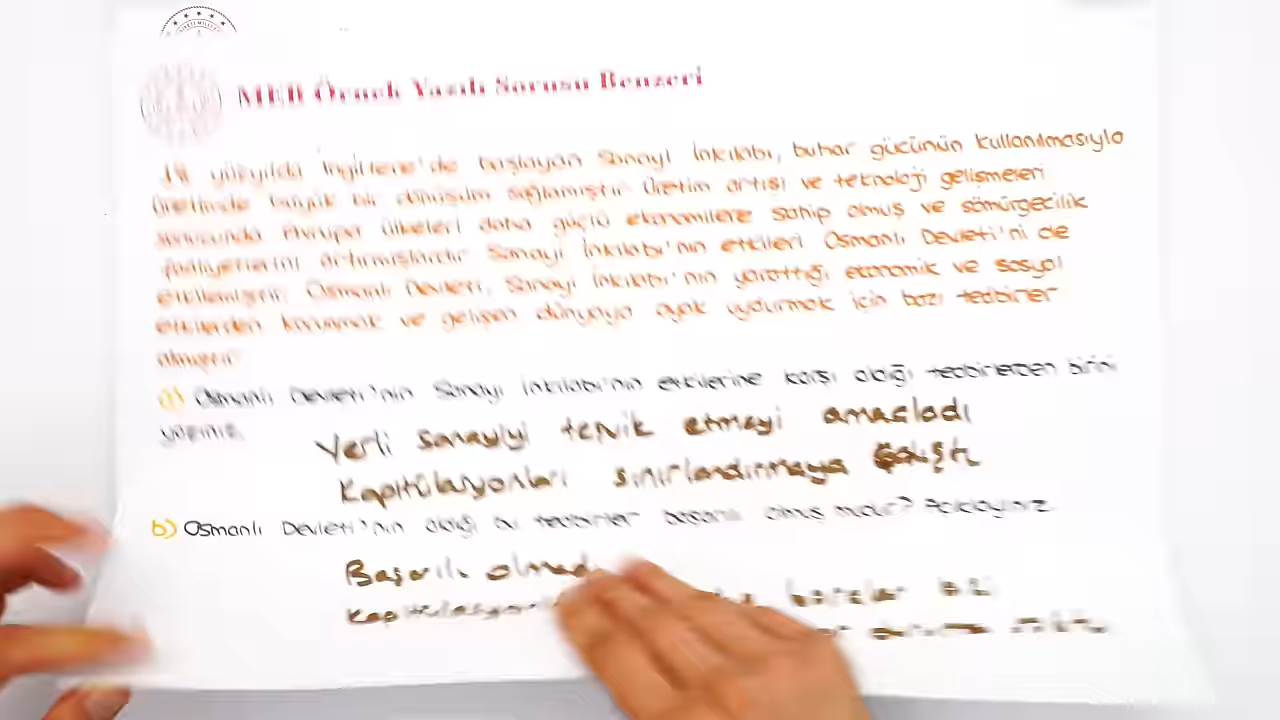 MEB Örnek Yazılı Sorusu Benzeri
18. yüzyılda İngiltere'de başlayan Sanayi İnkılabı, buhar gücünün kullanılmasıyla
üretimde büyük bir dönüşüm sağlamıştır. Üretim artışı ve teknoloji gelişmeleri
sonucunda Avrupa ülkeleri daha güçlü ekonomilere sahip olmuş ve sömürgecilik
faaliyetlerini artırmışlardır. Sanayi İnkılabı'nın etkileri Osmanlı Devleti'ni de
etkilemiştir. Osmanlı Devleti, Sanayi İnkılabı'nın yarattığı ekonomik ve sosyal
etkilerden korunmak ve gelişen dünyaya ayak uydurmak için bazı tedbirler
almıştır.
a) Osmanlı Devleti'nin Sanayi İnkılabı'nın etkilerine karşı aldığı tedbirlerden birini
yazınız.
Yerli sanayiyi teşvik etmeyi amaçladı
Kapitülasyonları sınırlandırmaya çalıştı
b) Osmanlı Devleti'nin aldığı bu tedbirler başarılı olmuş mudur? Açıklayınız.
Başarılı olmadı
borçlar